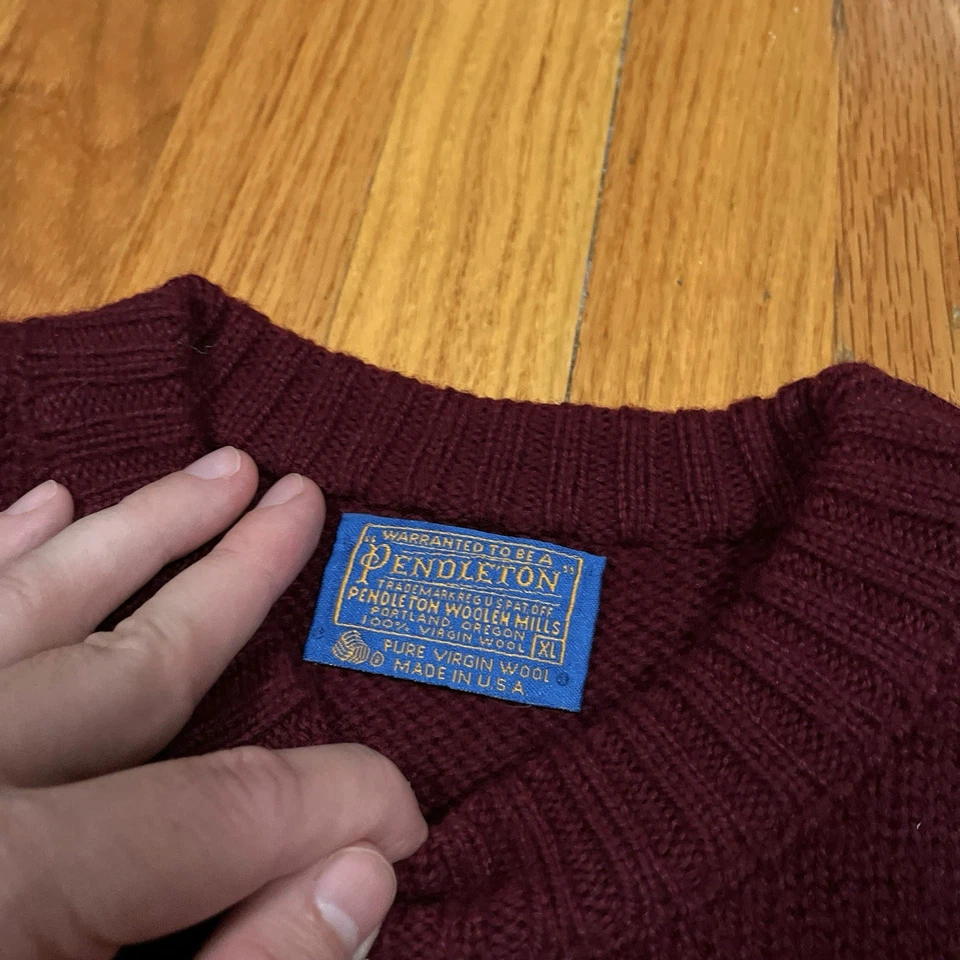 WARRANTED TO BE A
"PENDLETON"
TRADEMARK REG U S PAT OFF
PENDLETON WOOLEN MILLS
PORTLAND, OREGON
100% VIRGIN WOOL XL
PURE VIRGIN WOOL
MADE IN U.S.A